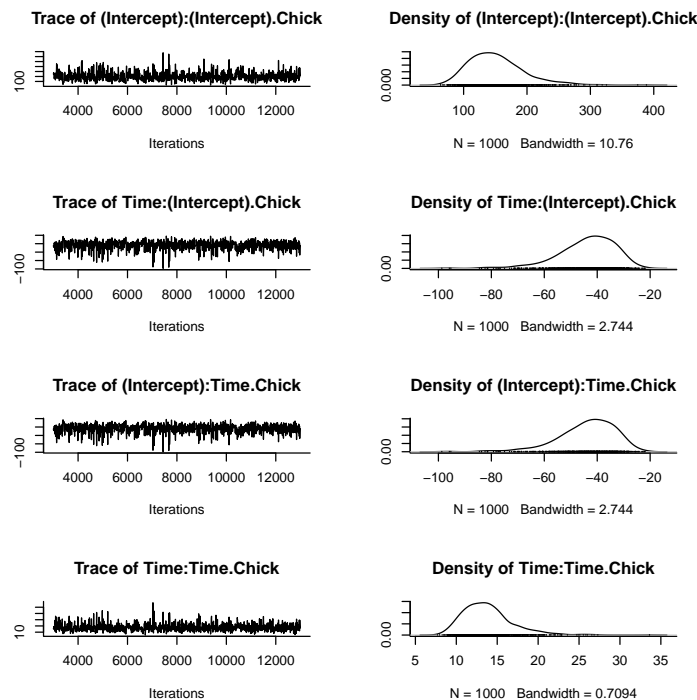 Trace of (Intercept):(Intercept).Chick
100
4000 6000 8000 10000 12000
Iterations
Density of (Intercept):(Intercept).Chick
0.000
100 200 300 400
N = 1000 Bandwidth = 10.76
Trace of Time:(Intercept).Chick
−100
4000 6000 8000 10000 12000
Iterations
Density of Time:(Intercept).Chick
0.00
−100 −80 −60 −40 −20
N = 1000 Bandwidth = 2.744
Trace of (Intercept):Time.Chick
−100
4000 6000 8000 10000 12000
Iterations
Density of (Intercept):Time.Chick
0.00
−100 −80 −60 −40 −20
N = 1000 Bandwidth = 2.744
Trace of Time:Time.Chick
10
4000 6000 8000 10000 12000
Iterations
Density of Time:Time.Chick
0.00
5 10 15 20 25 30 35
N = 1000 Bandwidth = 0.7094